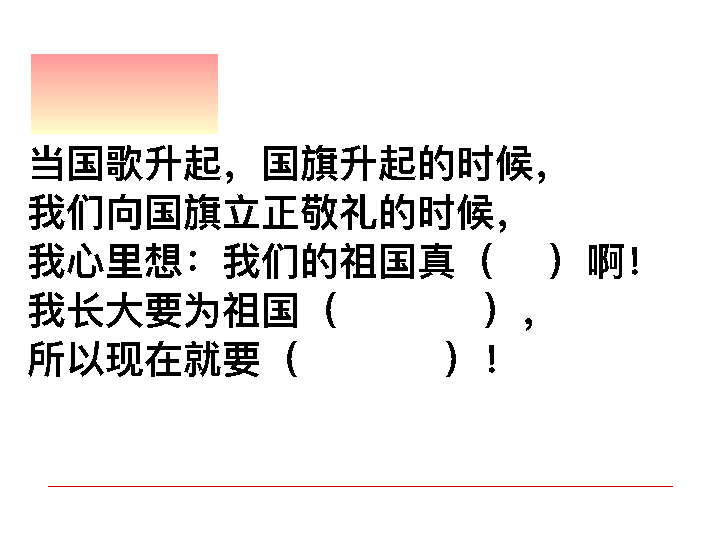 当国歌升起，国旗升起的时候，
我们向国旗立正敬礼的时候，
我心里想：我们的祖国真（　）啊！
我长大要为祖国（　　　），
所以现在就要（　　　）！